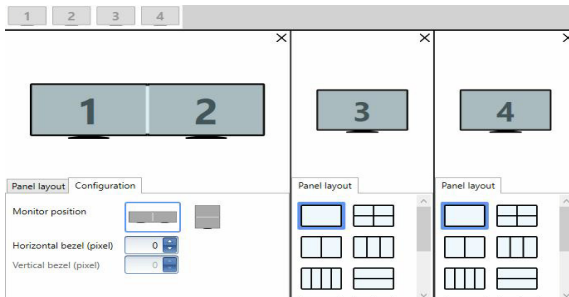 1 2 3 4
1 2
3
4
Panel layout Configuration
Monitor position
Horizontal bezel (pixel) 0
Vertical bezel (pixel) 0
Panel layout
Panel layout